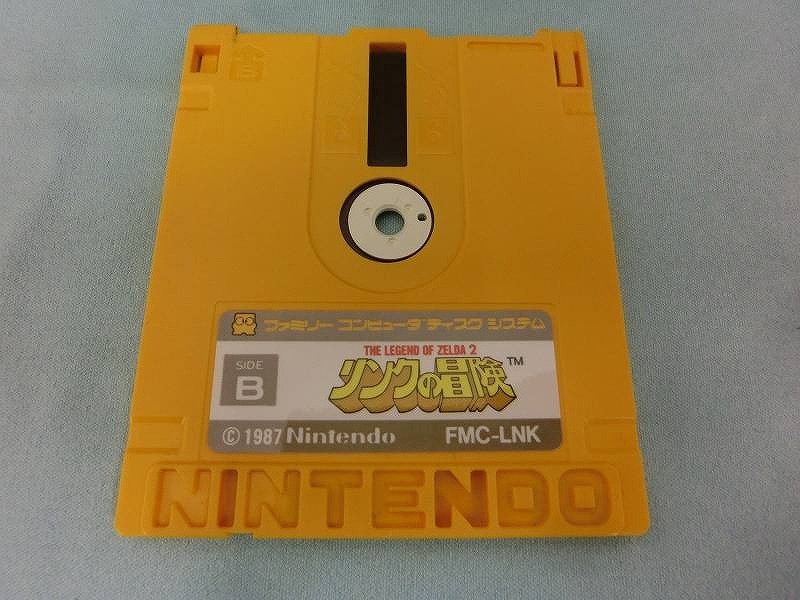 ファミリー コンピュータ ディスク システム
THE LEGEND OF ZELDA 2
SIDE
B
リンクの冒険™
© 1987 Nintendo FMC-LNK
NINTENDO